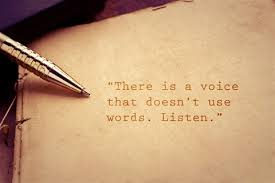 “There is a voice
that doesn't use
words. Listen.”